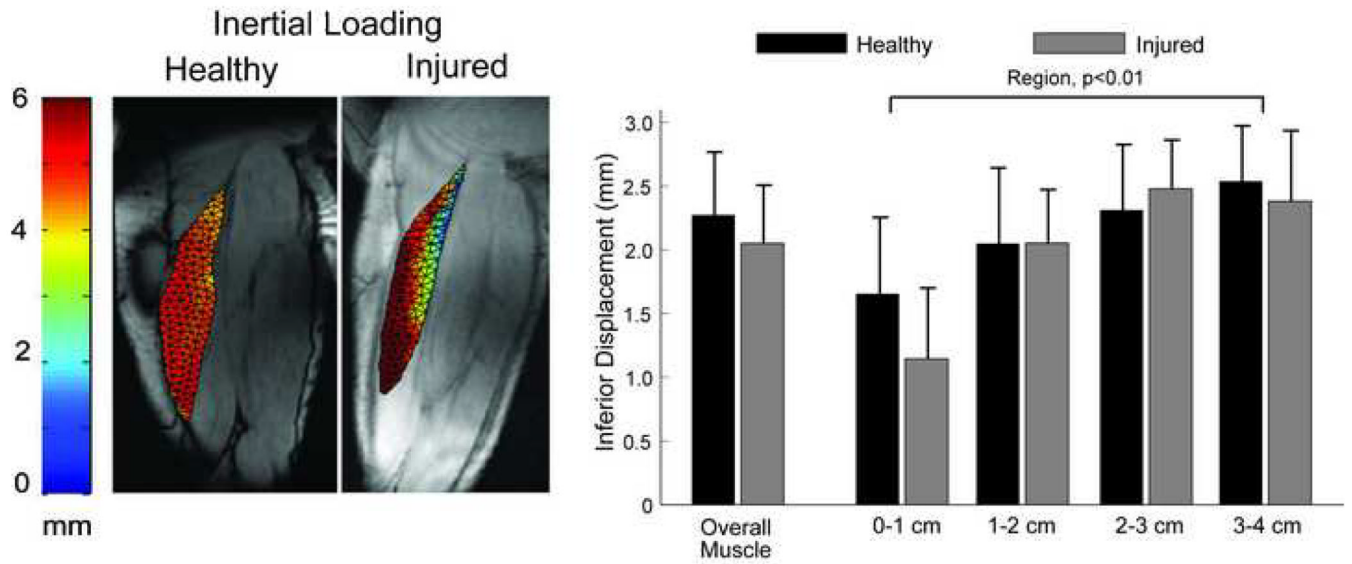 Inertial Loading
Healthy
Injured
6
4
2
0
mm
Healthy
Injured
Region, p<0.01
Inferior Displacement (mm)
3.0
2.5
2.0
1.5
1.0
0.5
0
Overall
Muscle
0-1 cm
1-2 cm
2-3 cm
3-4 cm